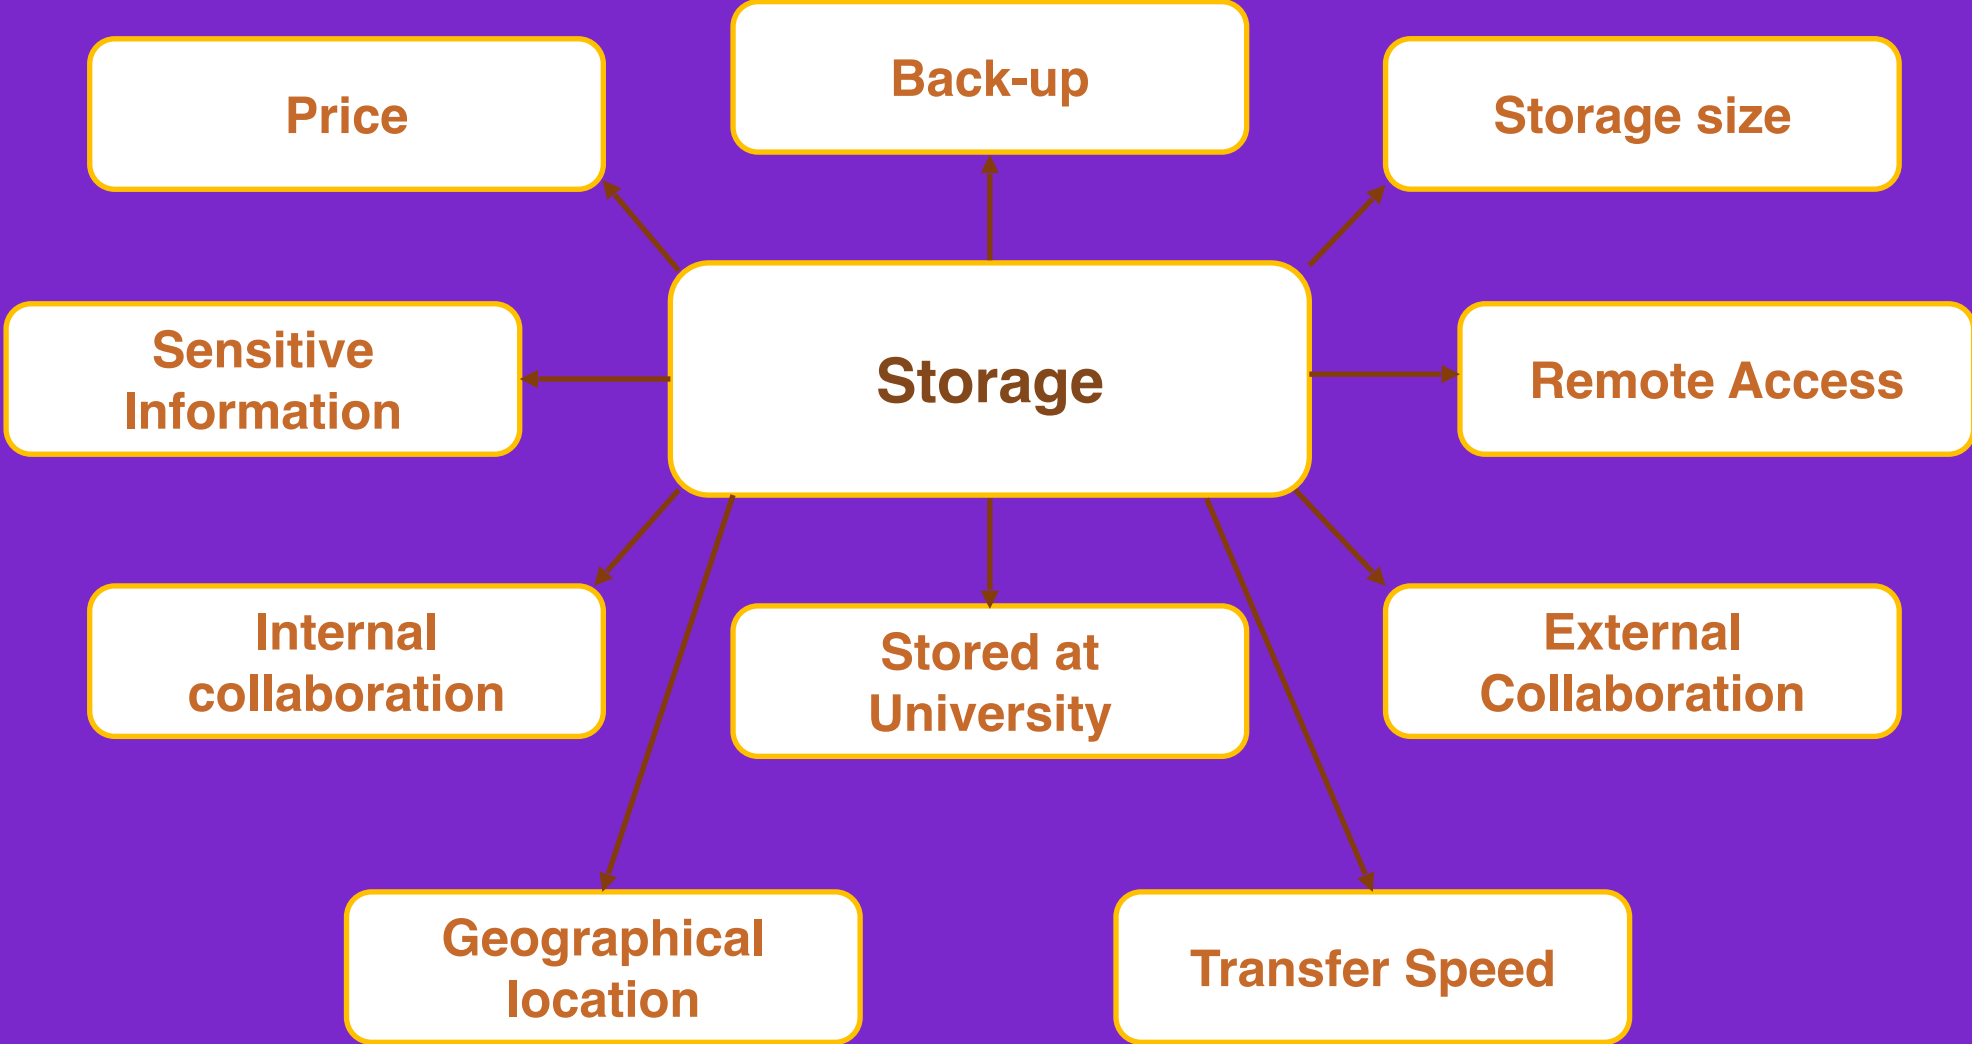 Price
Back-up
Storage size
Sensitive
Information
Storage
Remote Access
Internal
collaboration
Stored at
University
External
Collaboration
Geographical
location
Transfer Speed